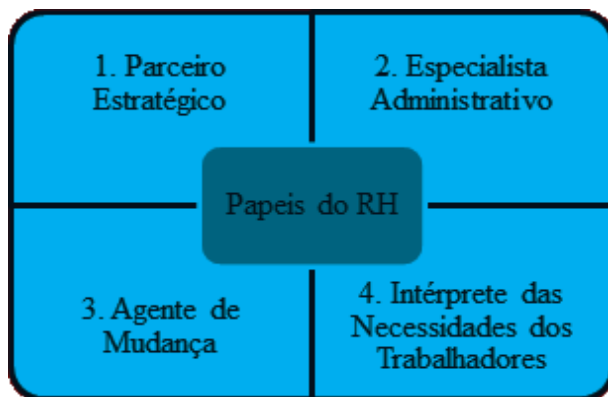 1. Parceiro
Estratégico
2. Especialista
Administrativo
Papeis do RH
3. Agente de
Mudança
4. Intérprete das
Necessidades dos
Trabalhadores